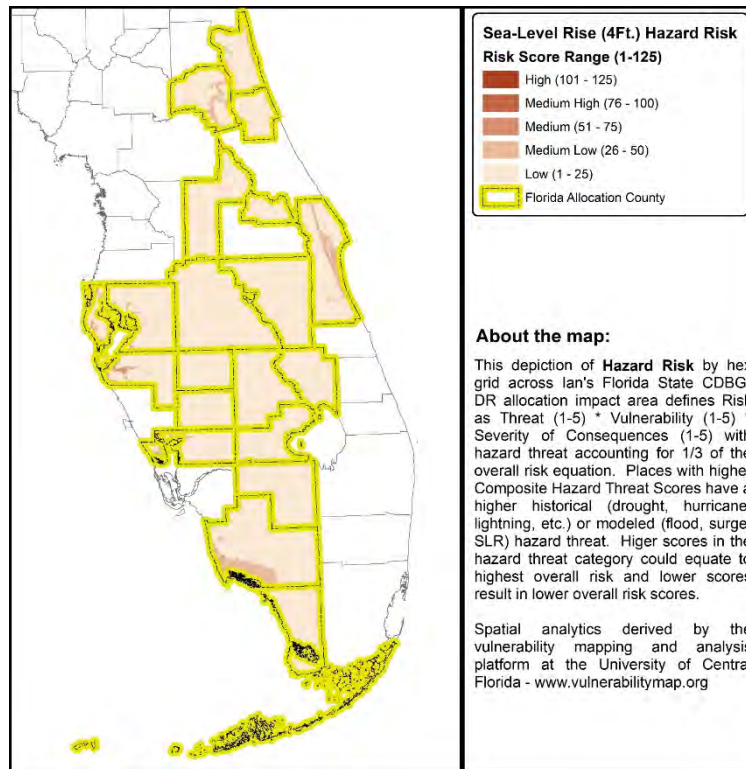 Sea-Level Rise (4Ft.) Hazard Risk
Risk Score Range (1-125)
High (101 - 125)
Medium High (76 - 100)
Medium (51 - 75)
Medium Low (26 - 50)
Low (1 - 25)
Florida Allocation County
About the map:
This depiction of Hazard Risk by hex
grid across Ian's Florida State CDBG
DR allocation impact area defines Risk
as Threat (1-5) * Vulnerability (1-5)
Severity of Consequences (1-5) with
hazard threat accounting for 1/3 of the
overall risk equation. Places with highe
Composite Hazard Threat Scores have a
higher historical (drought, hurricane
lightning, etc.) or modeled (flood, surge
SLR) hazard threat. Higer scores in the
hazard threat category could equate to
highest overall risk and lower scores
result in lower overall risk scores.
Spatial analytics derived by the
vulnerability mapping and analysis
platform at the University of Central
Florida - www.vulnerabilitymap.org